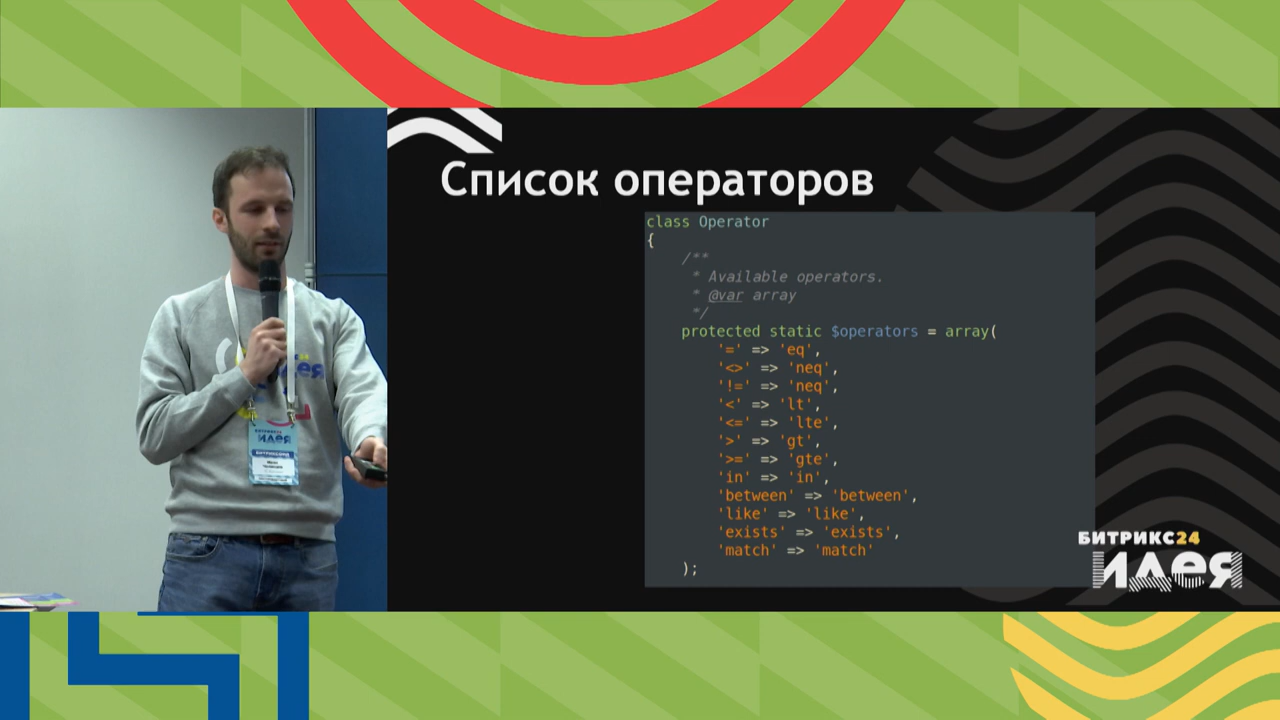 Список операторов
class Operator
{
    /**
     * Available operators.
     * @var array
     */
    protected static $operators = array(
        '=' => 'eq',
        '<>' => 'neq',
        '!=' => 'neq',
        '<' => 'lt',
        '<=' => 'lte',
        '>' => 'gt',
        '>=' => 'gte',
        'in' => 'in',
        'between' => 'between',
        'like' => 'like',
        'exists' => 'exists',
        'match' => 'match'
    );
БИТРИКС24
идея